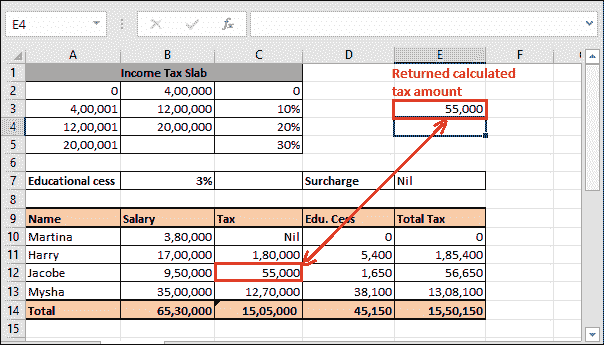 E4 fx
A B C D E F
1 Income Tax Slab Returned calculated
2 0 4,00,000 0 tax amount
3 4,00,001 12,00,000 10% 55,000
4 12,00,001 20,00,000 20%
5 20,00,001 30%
6
7 Educational cess 3% Surcharge Nil
8
9 Name Salary Tax Edu. Cess Total Tax
10 Martina 3,80,000 Nil 0 0
11 Harry 17,00,000 1,80,000 5,400 1,85,400
12 Jacobe 9,50,000 55,000 1,650 56,650
13 Mysha 35,00,000 12,70,000 38,100 13,08,100
14 Total 65,30,000 15,05,000 45,150 15,50,150
15